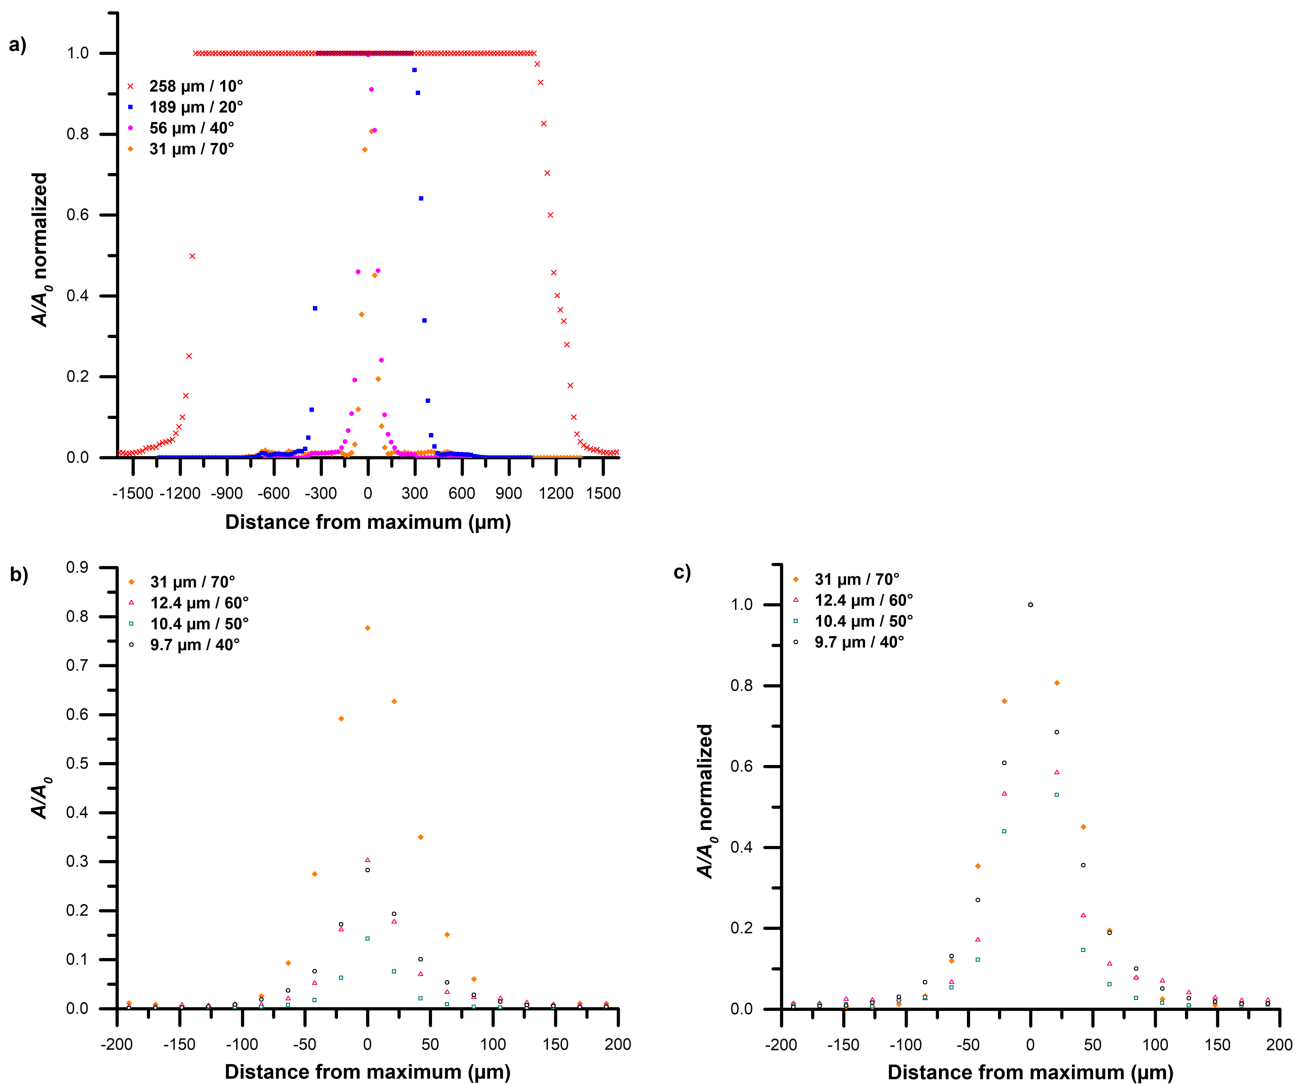 a)
1.0
0.8
0.6
0.4
0.2
0.0
A/A0 normalized
258 µm / 10°
189 µm / 20°
56 µm / 40°
31 µm / 70°
-1500 -1200 -900 -600 -300 0 300 600 900 1200 1500
Distance from maximum (µm)
b)
0.9
0.8
0.7
0.6
0.5
0.4
0.3
0.2
0.1
0.0
A/A0
31 µm / 70°
12.4 µm / 60°
10.4 µm / 50°
9.7 µm / 40°
-200 -150 -100 -50 0 50 100 150 200
Distance from maximum (µm)
c)
1.0
0.8
0.6
0.4
0.2
0.0
A/A0 normalized
31 µm / 70°
12.4 µm / 60°
10.4 µm / 50°
9.7 µm / 40°
-200 -150 -100 -50 0 50 100 150 200
Distance from maximum (µm)